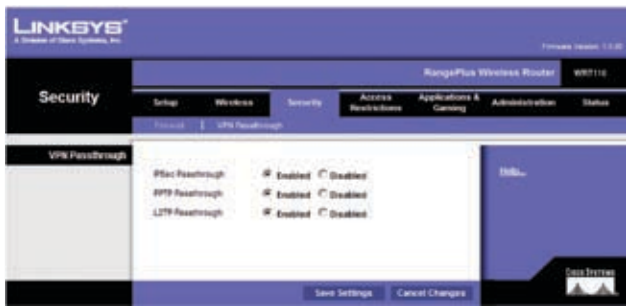 LINKSYS®
A Division of Cisco Systems, Inc.
Firmware Version: 1.0.00
RangePlus Wireless Router WRT110
Security
Setup Wireless Security Access Restrictions Applications & Gaming Administration Status
Firewall | VPN Passthrough
VPN Passthrough
IPSec Passthrough Enabled Disabled
PPTP Passthrough Enabled Disabled
L2TP Passthrough Enabled Disabled
Help...
Save Settings Cancel Changes
CISCO SYSTEMS